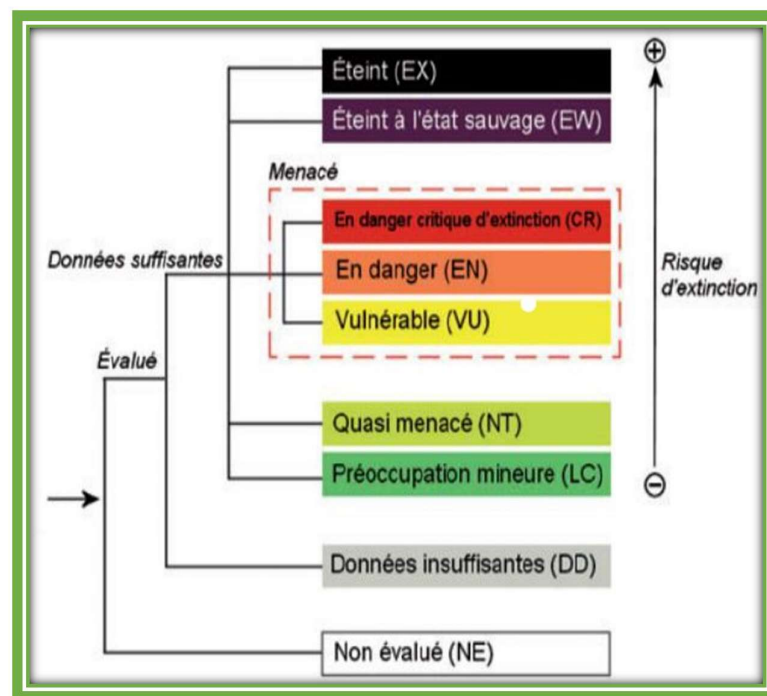 Éteint (EX)
Éteint à l'état sauvage (EW)
Menacé
En danger critique d'extinction (CR)
Données suffisantes
En danger (EN)
Risque
d'extinction
Vulnérable (VU)
Évalué
Quasi menacé (NT)
Préoccupation mineure (LC)
Données insuffisantes (DD)
Non évalué (NE)